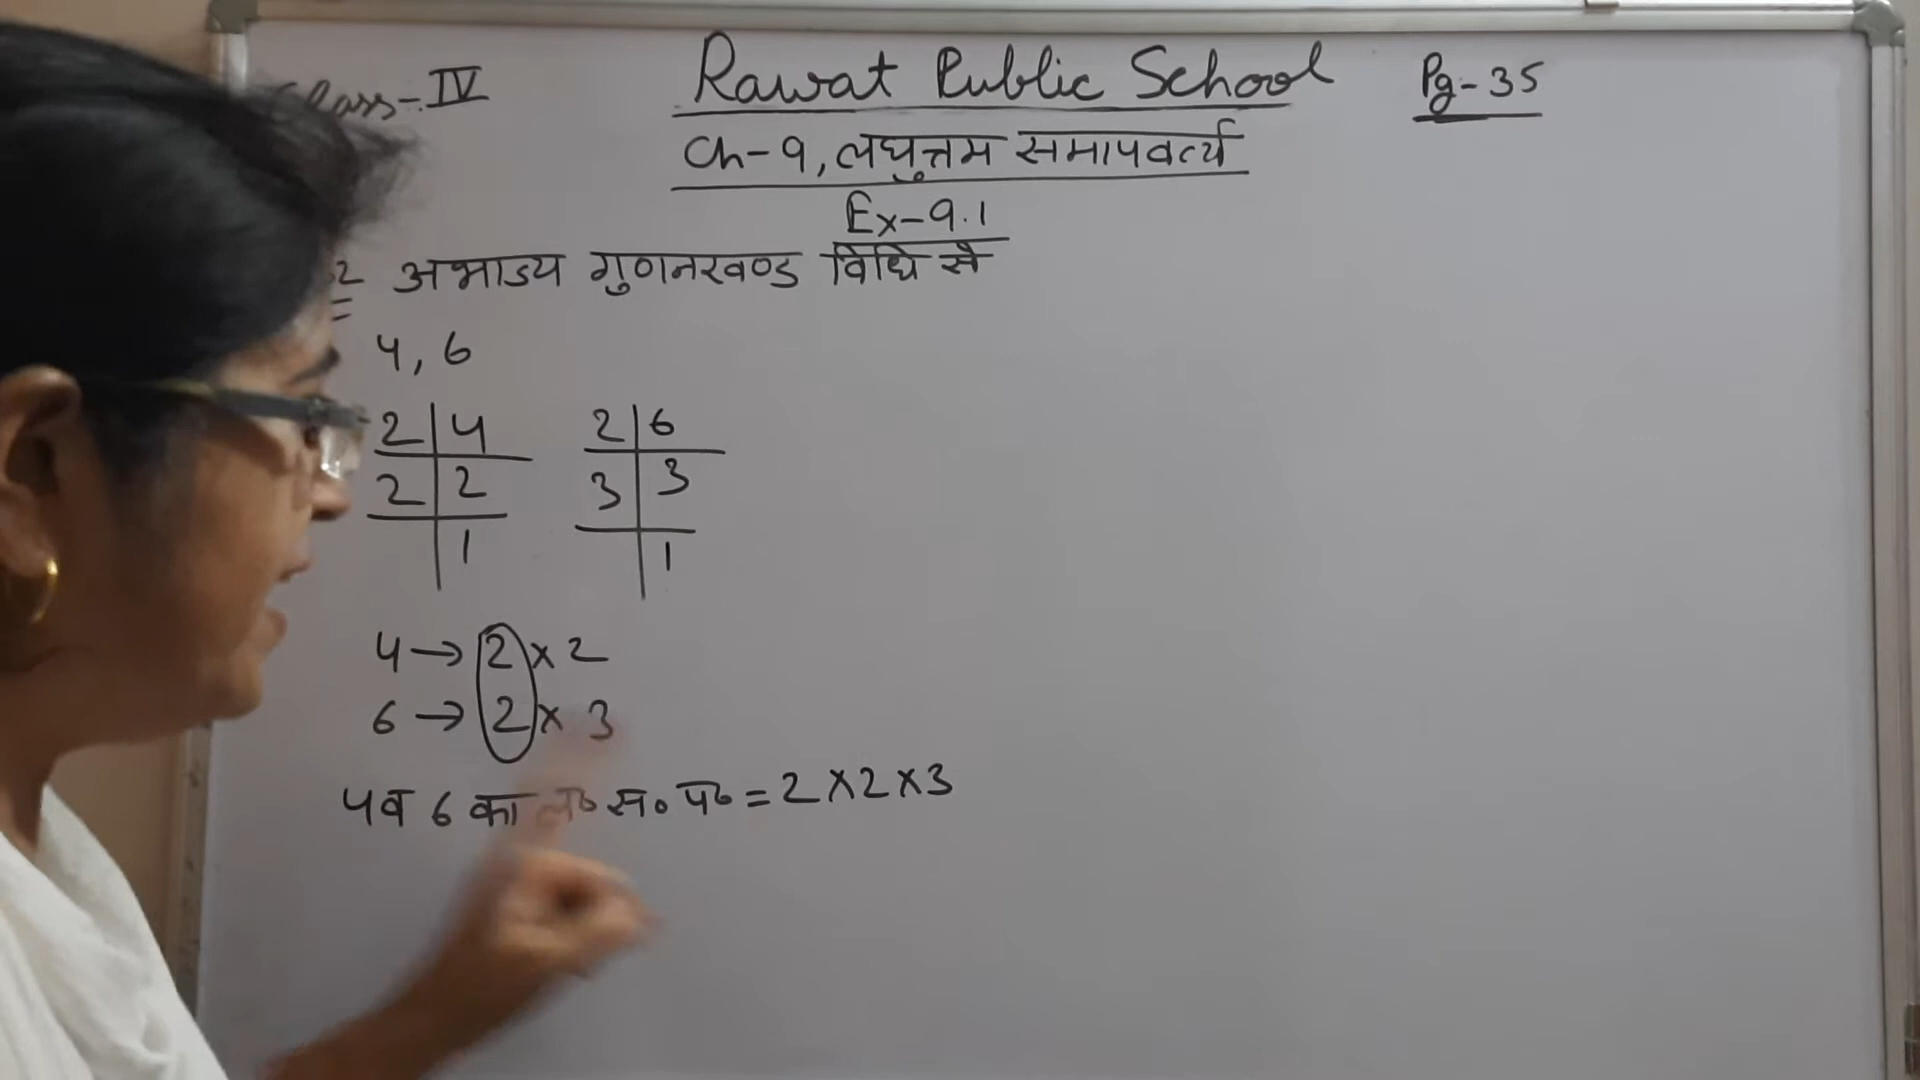 Class-IV Rawat Public School Pg-35
Ch-9, लघुत्तम समापवर्त्य
Ex-9.1
2 अभाज्य गुणनखण्ड विधि से
4, 6
2 | 4 2 | 6
2 | 2 3 | 3
| 1 | 1
4 → 2 x 2
6 → 2 x 3
4 व 6 का ल० स० प० = 2 x 2 x 3